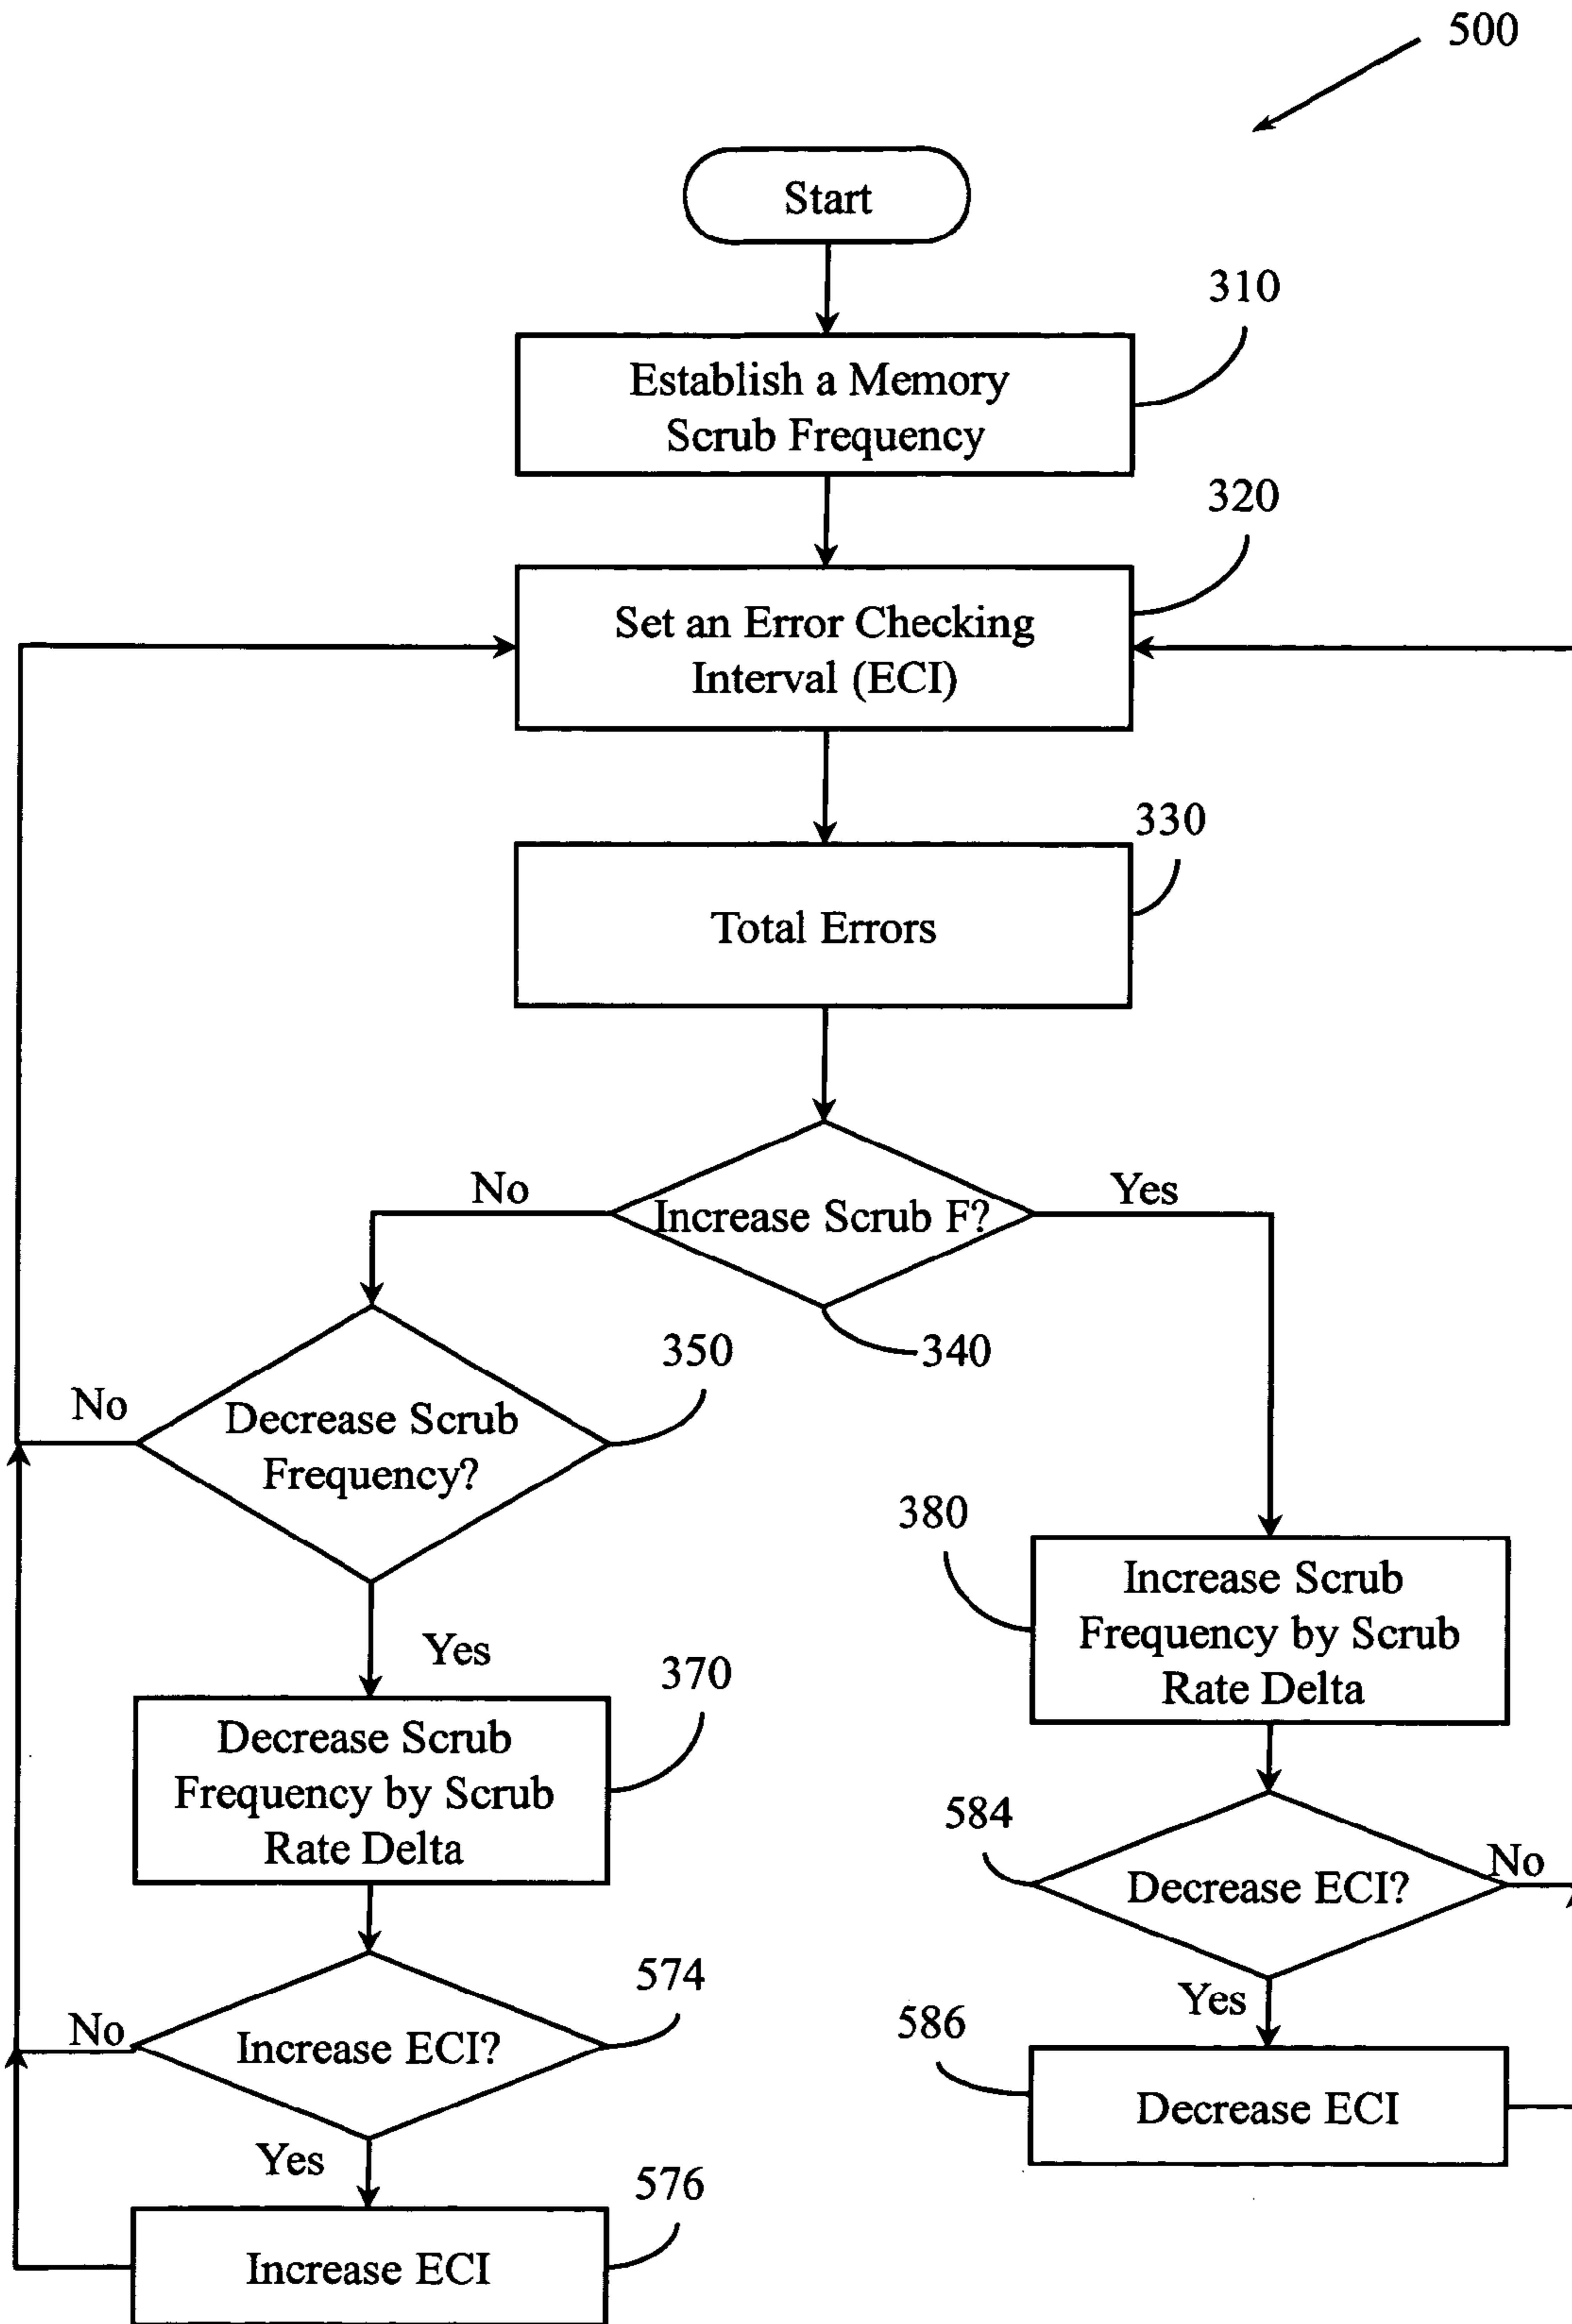 500
Start
310
Establish a Memory
Scrub Frequency
320
Set an Error Checking
Interval (ECI)
330
Total Errors
No
Increase Scrub F?
Yes
340
350
No
Decrease Scrub
Frequency?
Yes
380
Increase Scrub
Frequency by Scrub
Rate Delta
370
Decrease Scrub
Frequency by Scrub
Rate Delta
584
Decrease ECI?
No
Yes
574
No
Increase ECI?
Yes
586
Decrease ECI
576
Increase ECI